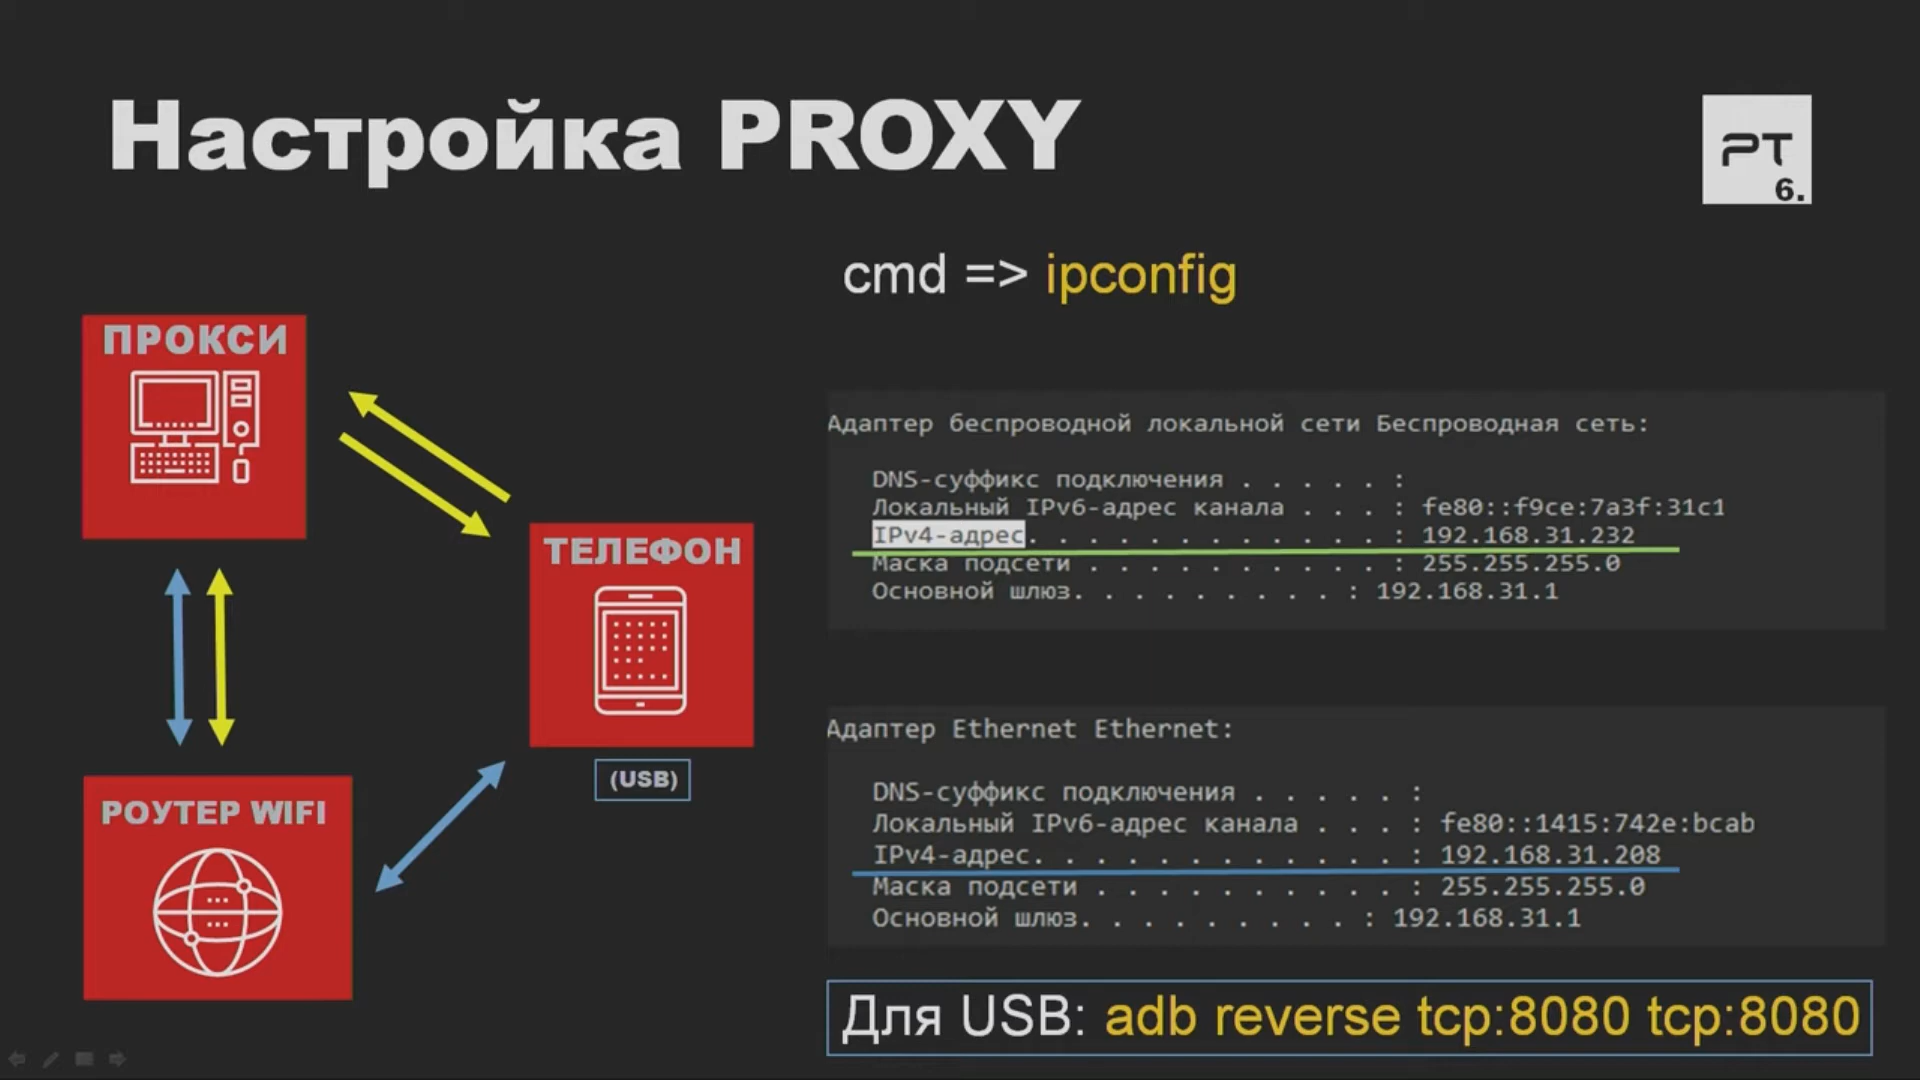 Настройка PROXY
PT
6.
cmd => ipconfig
ПРОКСИ
ТЕЛЕФОН
(USB)
РОУТЕР WIFI
Адаптер беспроводной локальной сети Беспроводная сеть:
DNS-суффикс подключения . . . . . :
Локальный IPv6-адрес канала . . . : fe80::f9ce:7a3f:31c1
IPv4-адрес. . . . . . . . . . . . : 192.168.31.232
Маска подсети . . . . . . . . . . : 255.255.255.0
Основной шлюз. . . . . . . . . : 192.168.31.1
Адаптер Ethernet Ethernet:
DNS-суффикс подключения . . . . . :
Локальный IPv6-адрес канала . . . : fe80::1415:742e:bcab
IPv4-адрес. . . . . . . . . . . . : 192.168.31.208
Маска подсети . . . . . . . . . . : 255.255.255.0
Основной шлюз. . . . . . . . . : 192.168.31.1
Для USB: adb reverse tcp:8080 tcp:8080